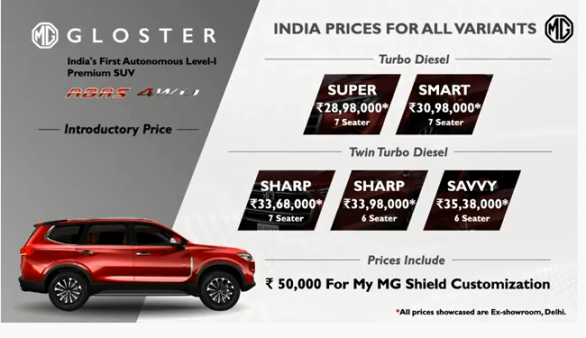 MG GLOSTER
India's First Autonomous Level-I
Premium SUV
ADAS 4WD
Introductory Price
INDIA PRICES FOR ALL VARIANTS MG
Turbo Diesel
SUPER
₹28,98,000*
7 Seater
SMART
₹30,98,000*
7 Seater
Twin Turbo Diesel
SHARP
₹33,68,000*
7 Seater
SHARP
₹33,98,000*
6 Seater
SAVVY
₹35,38,000*
6 Seater
Prices Include
₹ 50,000 For My MG Shield Customization
*All prices showcased are Ex-showroom, Delhi.